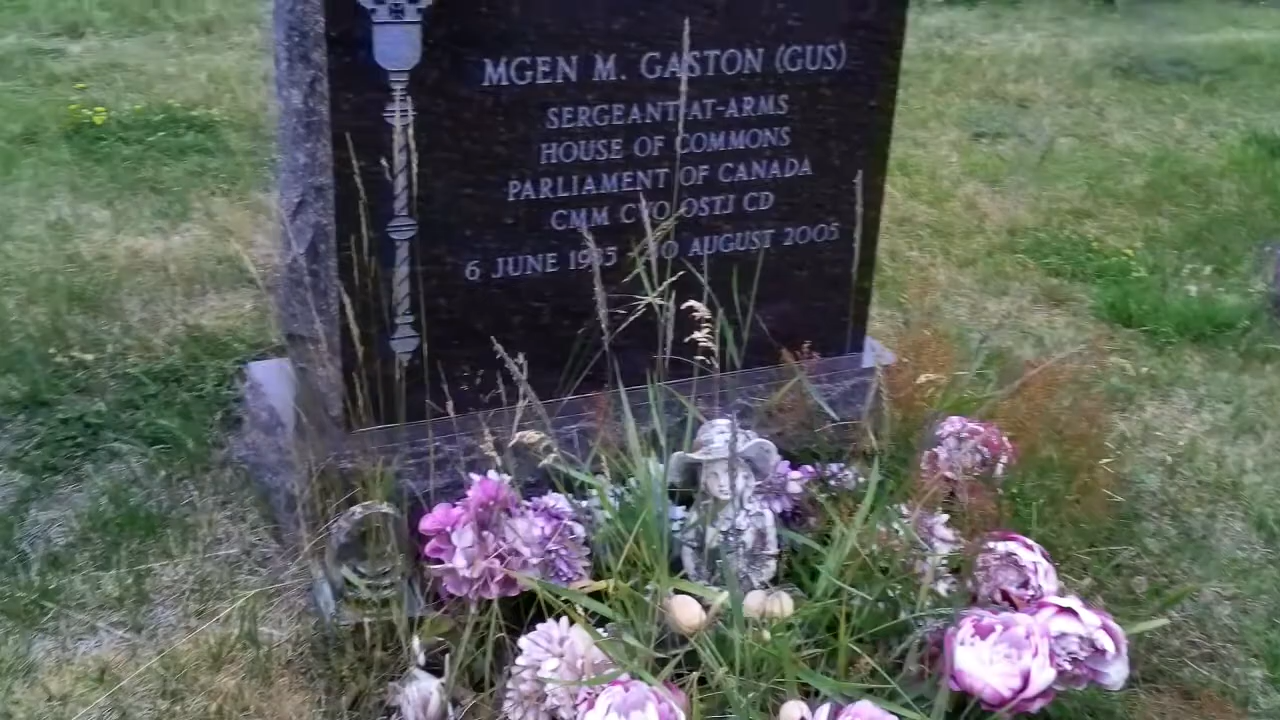 MGEN M. GASTON (GUS)
SERGEANT-AT-ARMS
HOUSE OF COMMONS
PARLIAMENT OF CANADA
CMM CVO OSTJ CD
6 JUNE - AUGUST 2005